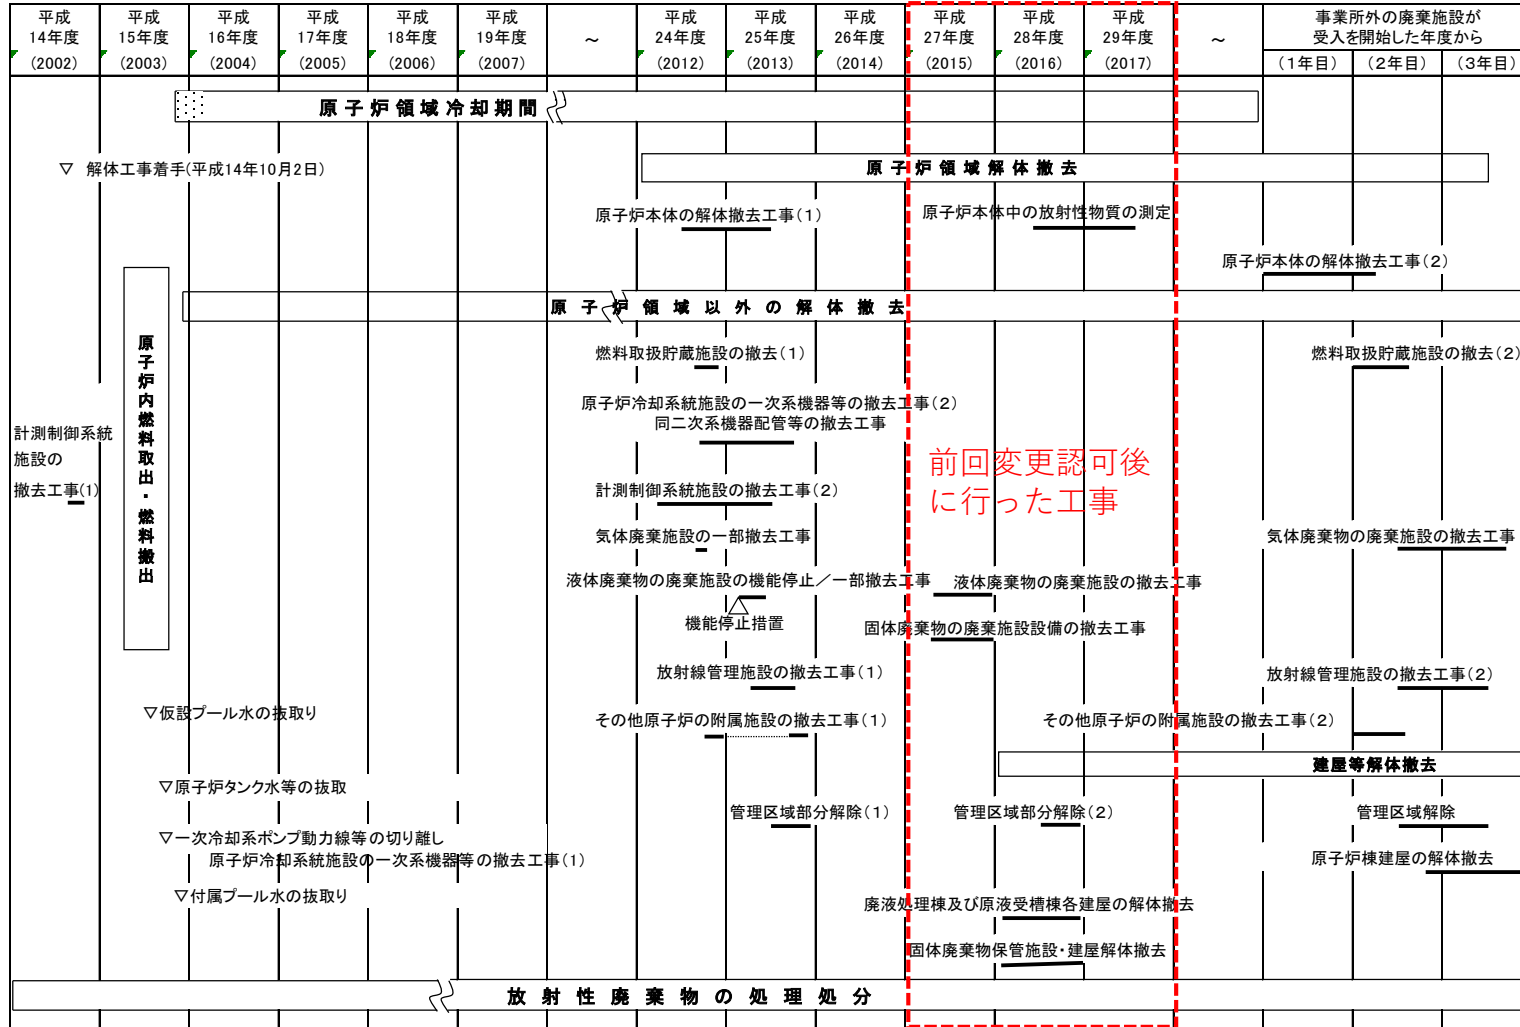 平成
14年度
(2002)
平成
15年度
(2003)
平成
16年度
(2004)
平成
17年度
(2005)
平成
18年度
(2006)
平成
19年度
(2007)
～
平成
24年度
(2012)
平成
25年度
(2013)
平成
26年度
(2014)
平成
27年度
(2015)
平成
28年度
(2016)
平成
29年度
(2017)
～
事業所外の廃棄施設が
受入を開始した年度から
(1年目)
(2年目)
(3年目)
原子炉領域冷却期間
▽ 解体工事着手(平成14年10月2日)
原子炉領域解体撤去
原子炉本体の解体撤去工事(1)
原子炉本体中の放射性物質の測定
原子炉本体の解体撤去工事(2)
原子炉領域以外の解体撤去
原子炉内燃料取出・燃料搬出
燃料取扱貯蔵施設の撤去(1)
燃料取扱貯蔵施設の撤去(2)
原子炉冷却系統施設の一次系機器等の撤去工事(2)
同二次系機器配管等の撤去工事
計測制御系統
施設の
撤去工事(1)
前回変更認可後
に行った工事
計測制御系統施設の撤去工事(2)
気体廃棄施設の一部撤去工事
気体廃棄物の廃棄施設の撤去工事
液体廃棄物の廃棄施設の機能停止／一部撤去工事
液体廃棄物の廃棄施設の撤去工事
機能停止措置
固体廃棄物の廃棄施設設備の撤去工事
放射線管理施設の撤去工事(1)
放射線管理施設の撤去工事(2)
▽仮設プール水の抜取り
その他原子炉の附属施設の撤去工事(1)
その他原子炉の附属施設の撤去工事(2)
建屋等解体撤去
▽原子炉タンク水等の抜取
管理区域部分解除(1)
管理区域部分解除(2)
管理区域解除
▽一次冷却系ポンプ動力線等の切り離し
原子炉冷却系統施設の一次系機器等の撤去工事(1)
原子炉棟建屋の解体撤去
▽付属プール水の抜取り
廃液処理棟及び原液受槽棟各建屋の解体撤去
固体廃棄物保管施設・建屋解体撤去
放射性廃棄物の処理処分